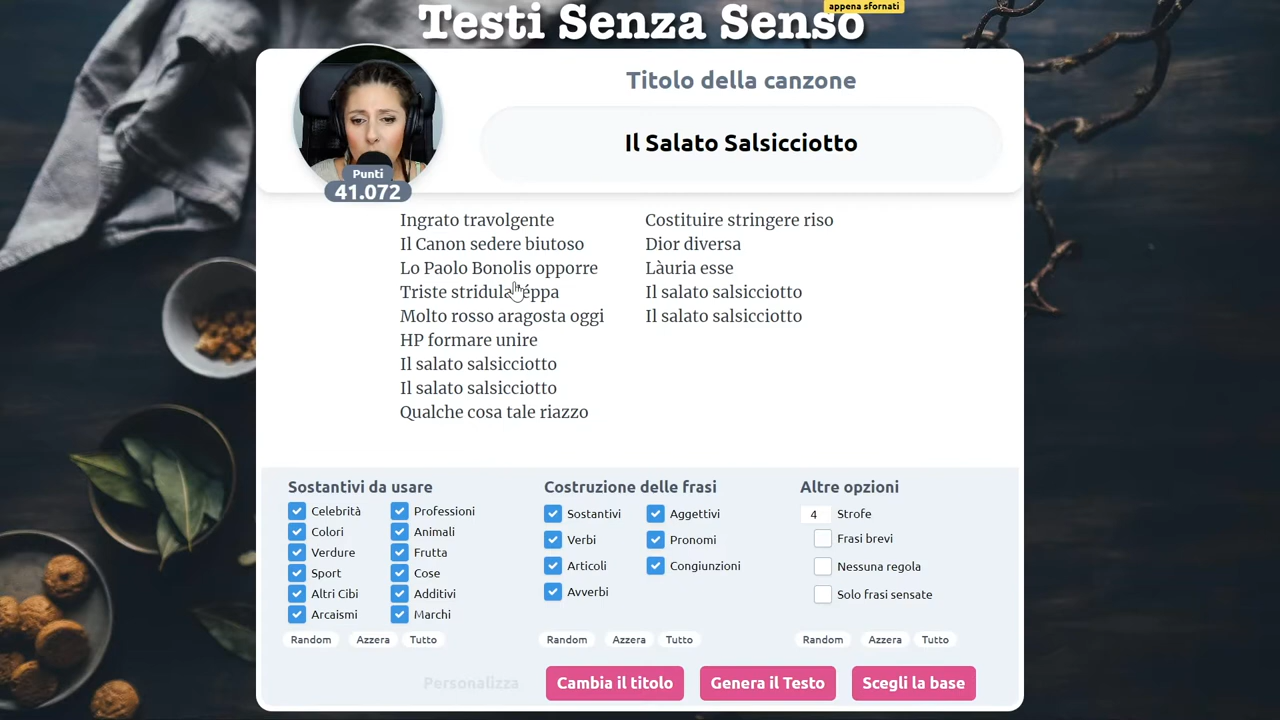 Testi Senza Senso
appena sfornati
Titolo della canzone
Il Salato Salsicciotto
Punti
41.072
Ingrato travolgente
Il Canon sedere biutoso
Lo Paolo Bonolis opporre
Triste stridula éppa
Molto rosso aragosta oggi
HP formare unire
Il salato salsicciotto
Il salato salsicciotto
Qualche cosa tale riazzo
Costituire stringere riso
Dior diversa
Làuria esse
Il salato salsicciotto
Il salato salsicciotto
Sostantivi da usare
Celebrità
Professioni
Colori
Animali
Verdure
Frutta
Sport
Cose
Altri Cibi
Additivi
Arcaismi
Marchi
Random
Azzera
Tutto
Costruzione delle frasi
Sostantivi
Aggettivi
Verbi
Pronomi
Articoli
Congiunzioni
Avverbi
Random
Azzera
Tutto
Altre opzioni
4 Strofe
Frasi brevi
Nessuna regola
Solo frasi sensate
Random
Azzera
Tutto
Personalizza
Cambia il titolo
Genera il Testo
Scegli la base